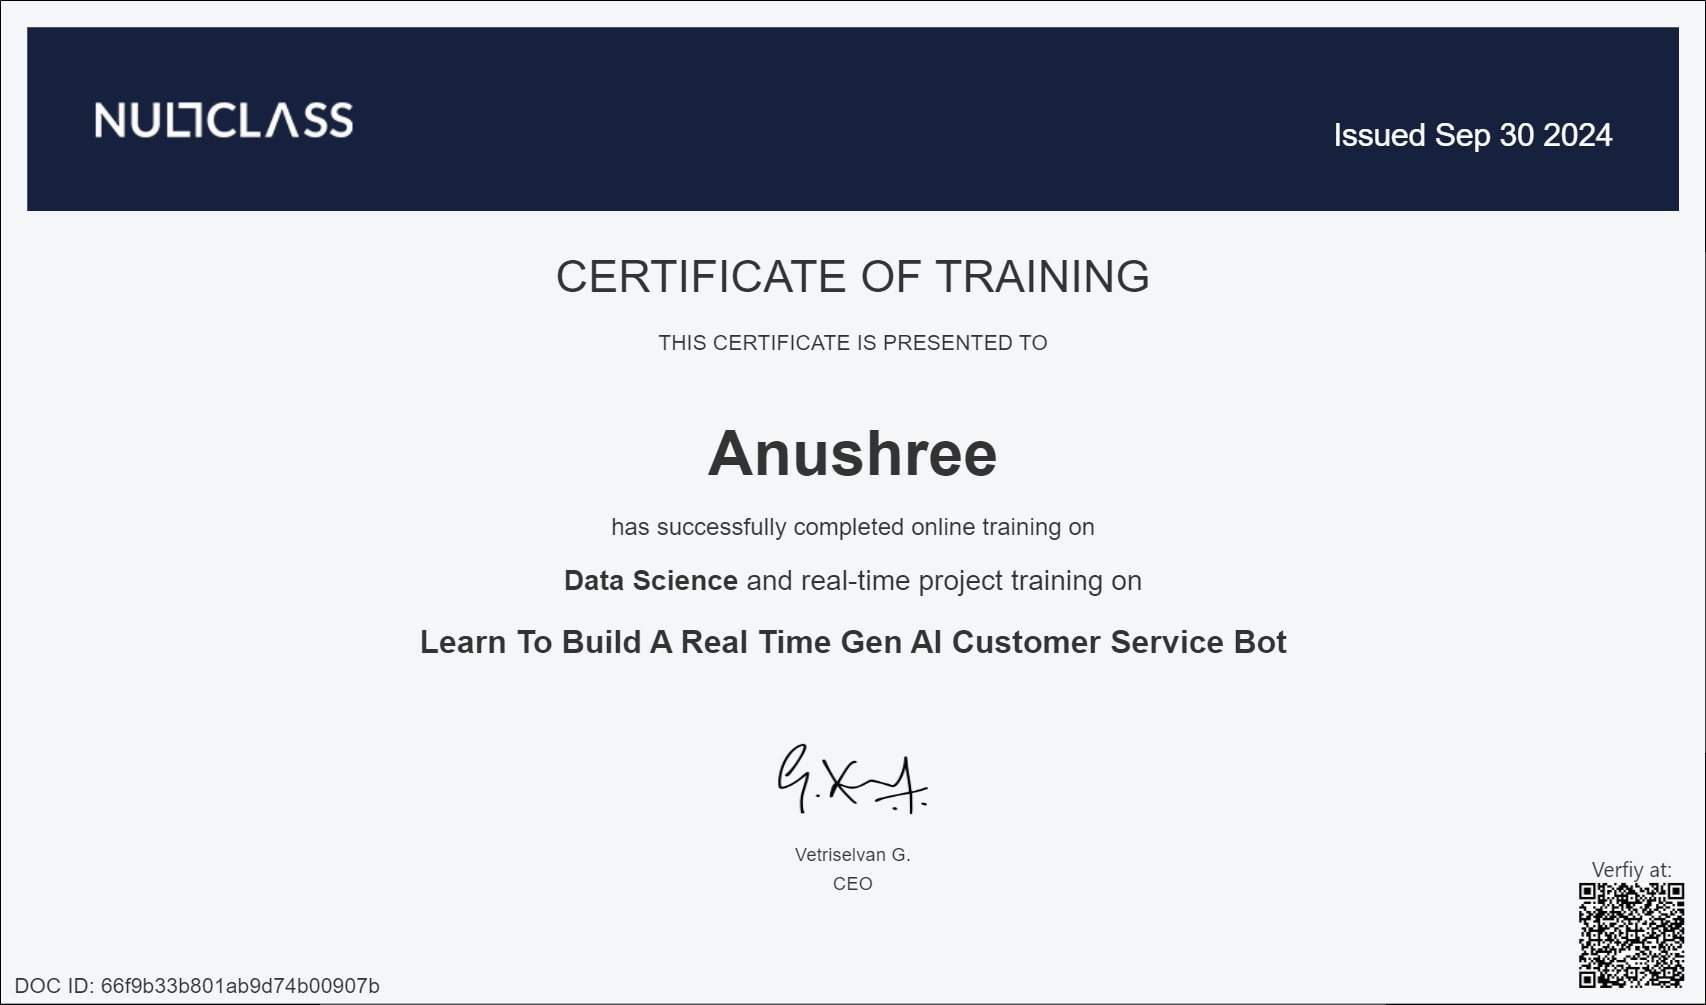 NULLCLASS
Issued Sep 30 2024
CERTIFICATE OF TRAINING
THIS CERTIFICATE IS PRESENTED TO
Anushree
has successfully completed online training on
Data Science and real-time project training on
Learn To Build A Real Time Gen AI Customer Service Bot
Vetriselvan G.
CEO
Verfiy at:
DOC ID: 66f9b33b801ab9d74b00907b